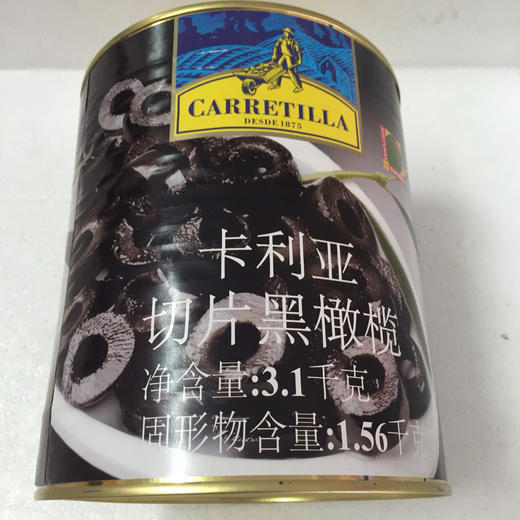 CARRETILLA
DESDE 1875
卡利亚
切片黑橄榄
净含量:3.1千克
固形物含量:1.56千克